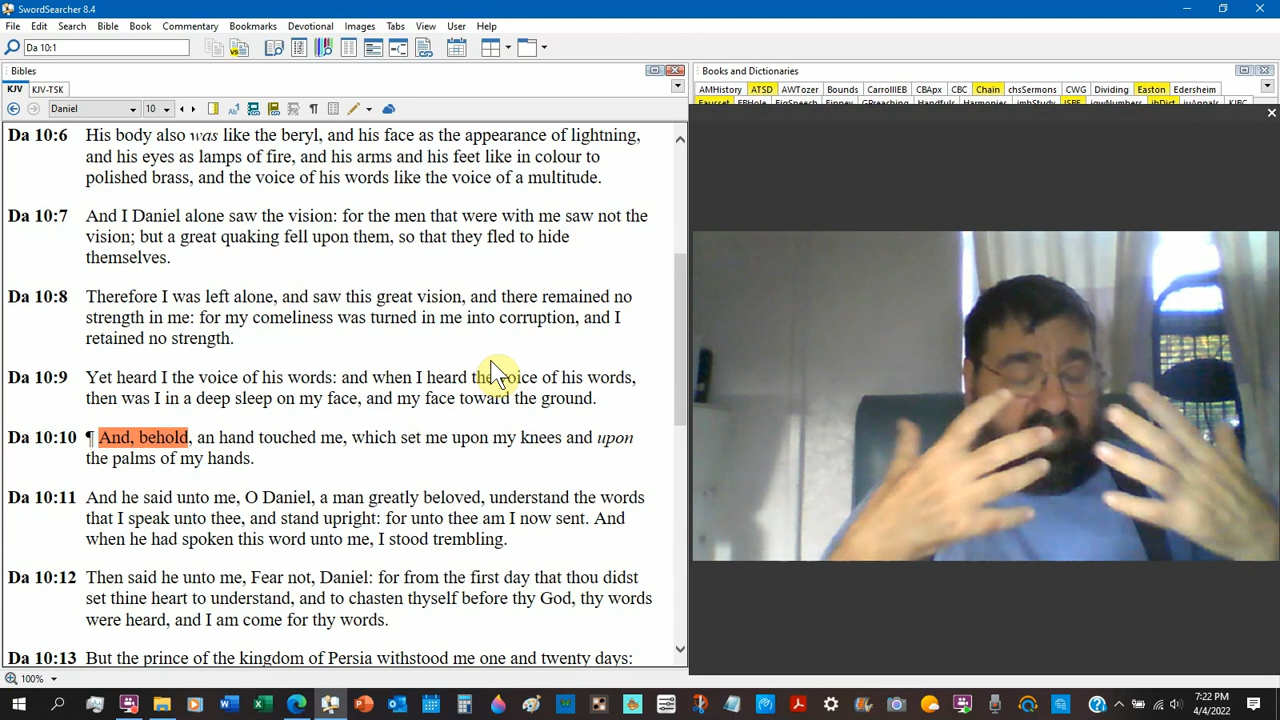 SwordSearcher 8.4
File Edit Search Bible Book Commentary Bookmarks Devotional Images Tabs View User Help
Da 10:1
Bibles
Books and Dictionaries
KJV KJV-TSK
AMHistory ATSD AWTozer Bounds CarrollIEB CBApx CBC Chain chsSermons CWG Dividing Easton Edersheim
Daniel 10
Da 10:6 His body also was like the beryl, and his face as the appearance of lightning,
and his eyes as lamps of fire, and his arms and his feet like in colour to
polished brass, and the voice of his words like the voice of a multitude.
Da 10:7 And I Daniel alone saw the vision: for the men that were with me saw not the
vision; but a great quaking fell upon them, so that they fled to hide
themselves.
Da 10:8 Therefore I was left alone, and saw this great vision, and there remained no
strength in me: for my comeliness was turned in me into corruption, and I
retained no strength.
Da 10:9 Yet heard I the voice of his words: and when I heard the voice of his words,
then was I in a deep sleep on my face, and my face toward the ground.
Da 10:10 ¶ And, behold, an hand touched me, which set me upon my knees and upon
the palms of my hands.
Da 10:11 And he said unto me, O Daniel, a man greatly beloved, understand the words
that I speak unto thee, and stand upright: for unto thee am I now sent. And
when he had spoken this word unto me, I stood trembling.
Da 10:12 Then said he unto me, Fear not, Daniel: for from the first day that thou didst
set thine heart to understand, and to chasten thyself before thy God, thy words
were heard, and I am come for thy words.
Da 10:13 But the prince of the kingdom of Persia withstood me one and twenty days:
100%
7:22 PM
4/4/2022